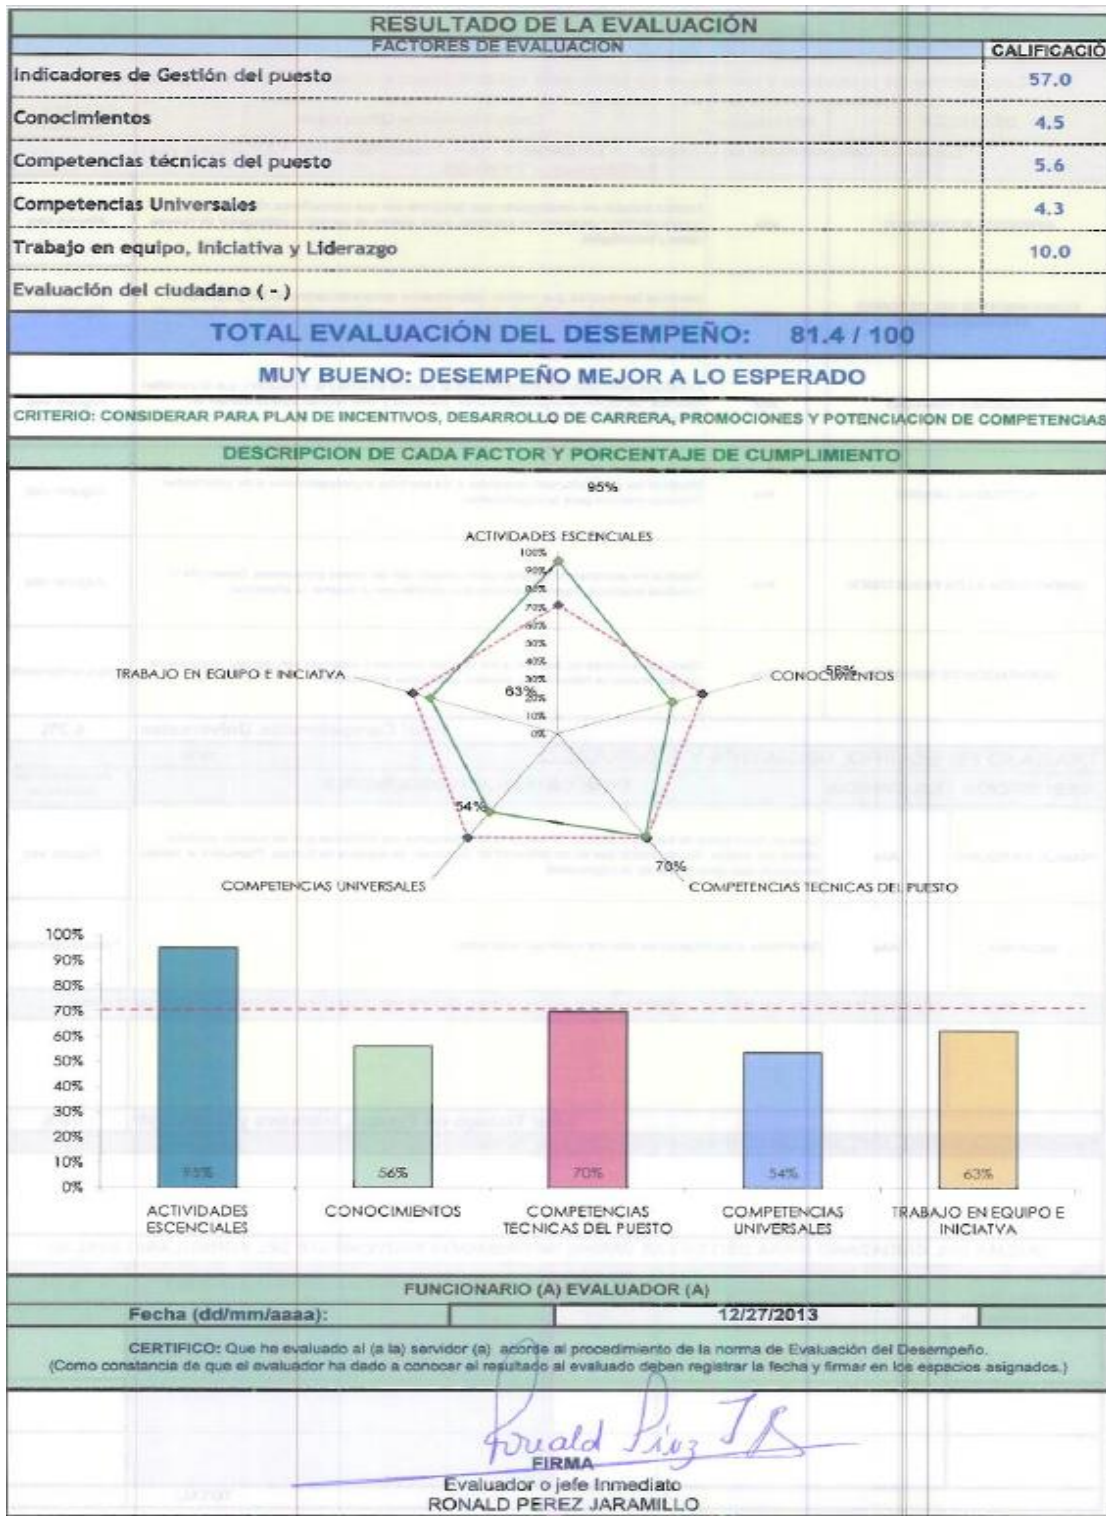 RESULTADO DE LA EVALUACIÓN
FACTORES DE EVALUACION CALIFICACIÓ
Indicadores de Gestión del puesto 57.0
Conocimientos 4.5
Competencias técnicas del puesto 5.6
Competencias Universales 4.3
Trabajo en equipo, Iniciativa y Liderazgo 10.0
Evaluación del ciudadano ( - )
TOTAL EVALUACIÓN DEL DESEMPEÑO: 81.4 / 100
MUY BUENO: DESEMPEÑO MEJOR A LO ESPERADO
CRITERIO: CONSIDERAR PARA PLAN DE INCENTIVOS, DESARROLLO DE CARRERA, PROMOCIONES Y POTENCIACION DE COMPETENCIAS
DESCRIPCION DE CADA FACTOR Y PORCENTAJE DE CUMPLIMIENTO
95%
ACTIVIDADES ESCENCIALES
100%
90%
80%
70%
60%
50%
40%
30%
20%
10%
0%
TRABAJO EN EQUIPO E INICIATVA
63%
CONOCIMIENTOS
56%
54%
70%
COMPETENCIAS UNIVERSALES
COMPETENCIAS TECNICAS DEL PUESTO
100%
90%
80%
70%
60%
50%
40%
30%
20%
10%
0%
95% 56% 70% 54% 63%
ACTIVIDADES CONOCIMIENTOS COMPETENCIAS COMPETENCIAS TRABAJO EN EQUIPO E
ESCENCIALES TECNICAS DEL PUESTO UNIVERSALES INICIATVA
FUNCIONARIO (A) EVALUADOR (A)
Fecha (dd/mm/aaaa): 12/27/2013
CERTIFICO: Que he evaluado al (a la) servidor (a) acorde al procedimiento de la norma de Evaluación del Desempeño.
(Como constancia de que el evaluador ha dado a conocer el resultado al evaluado deben registrar la fecha y firmar en los espacios asignados.)
FIRMA
Evaluador o jefe Inmediato
RONALD PEREZ JARAMILLO